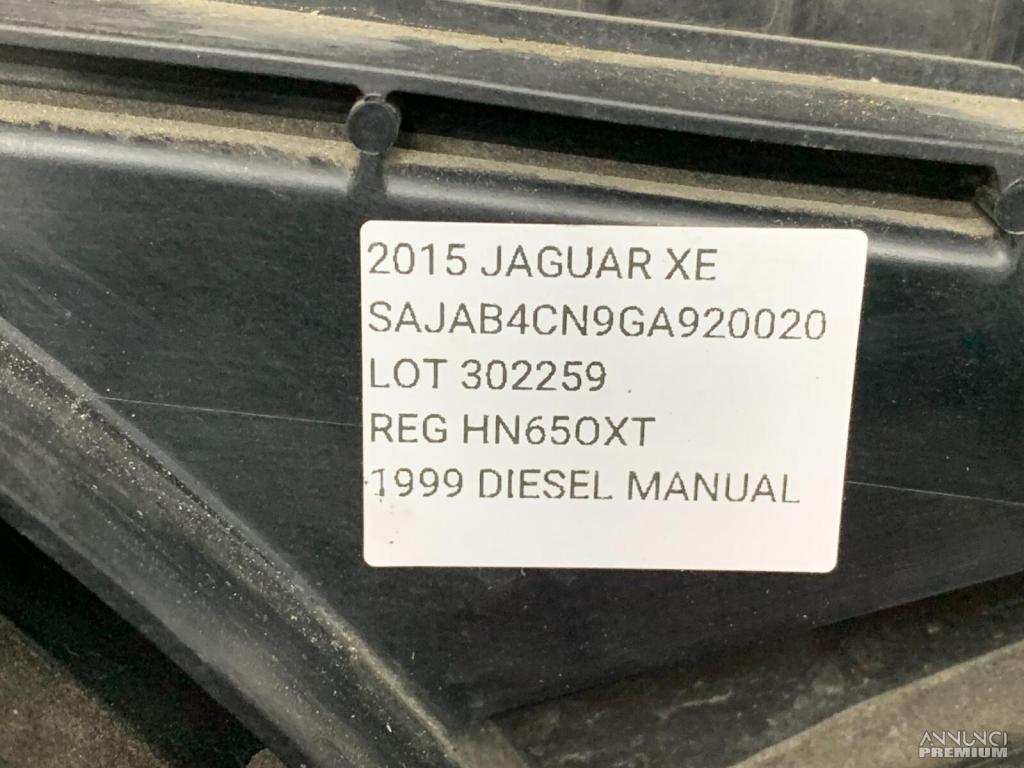 2015 JAGUAR XE
SAJAB4CN9GA920020
LOT 302259
REG HN65OXT
1999 DIESEL MANUAL
ANNUNCI
PREMIUM